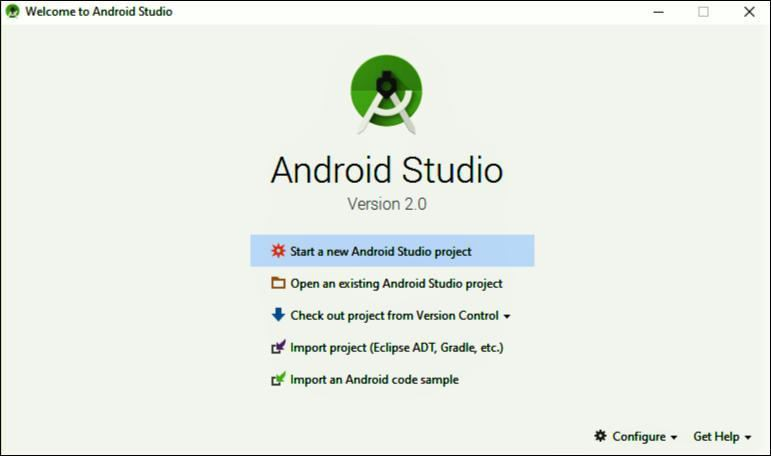 Welcome to Android Studio
Android Studio
Version 2.0
Start a new Android Studio project
Open an existing Android Studio project
Check out project from Version Control
Import project (Eclipse ADT, Gradle, etc.)
Import an Android code sample
Configure Get Help